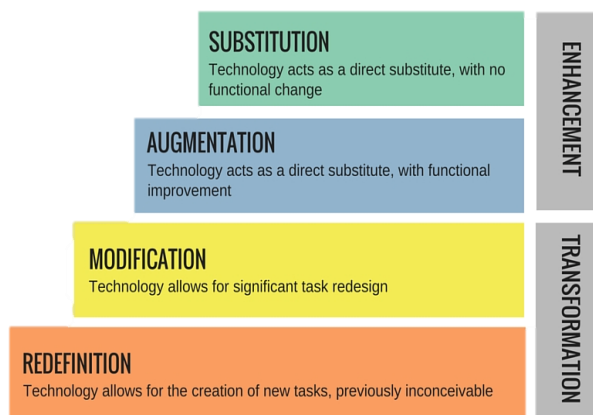 SUBSTITUTION
Technology acts as a direct substitute, with no
functional change
AUGMENTATION
Technology acts as a direct substitute, with functional
improvement
ENHANCEMENT
MODIFICATION
Technology allows for significant task redesign
REDEFINITION
Technology allows for the creation of new tasks, previously inconceivable
TRANSFORMATION